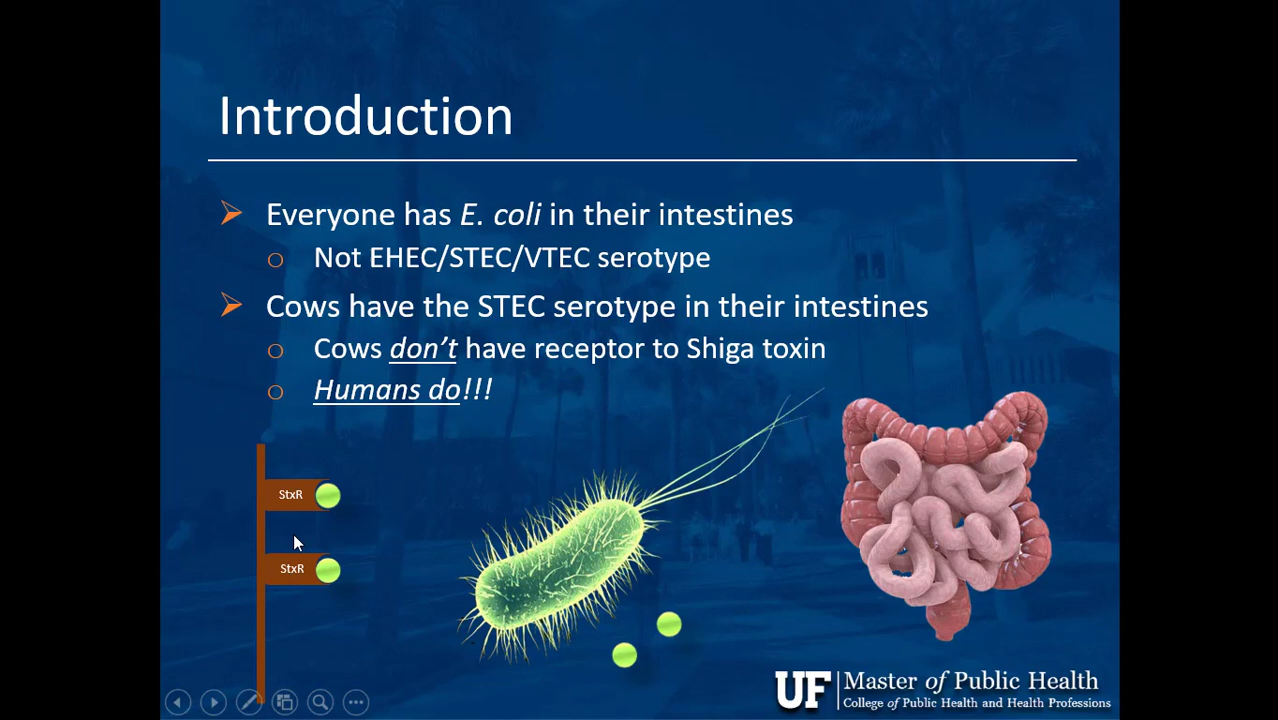 Introduction
Everyone has E. coli in their intestines
Not EHEC/STEC/VTEC serotype
Cows have the STEC serotype in their intestines
Cows don’t have receptor to Shiga toxin
Humans do!!!
StxR
StxR
UF Master of Public Health
College of Public Health and Health Professions